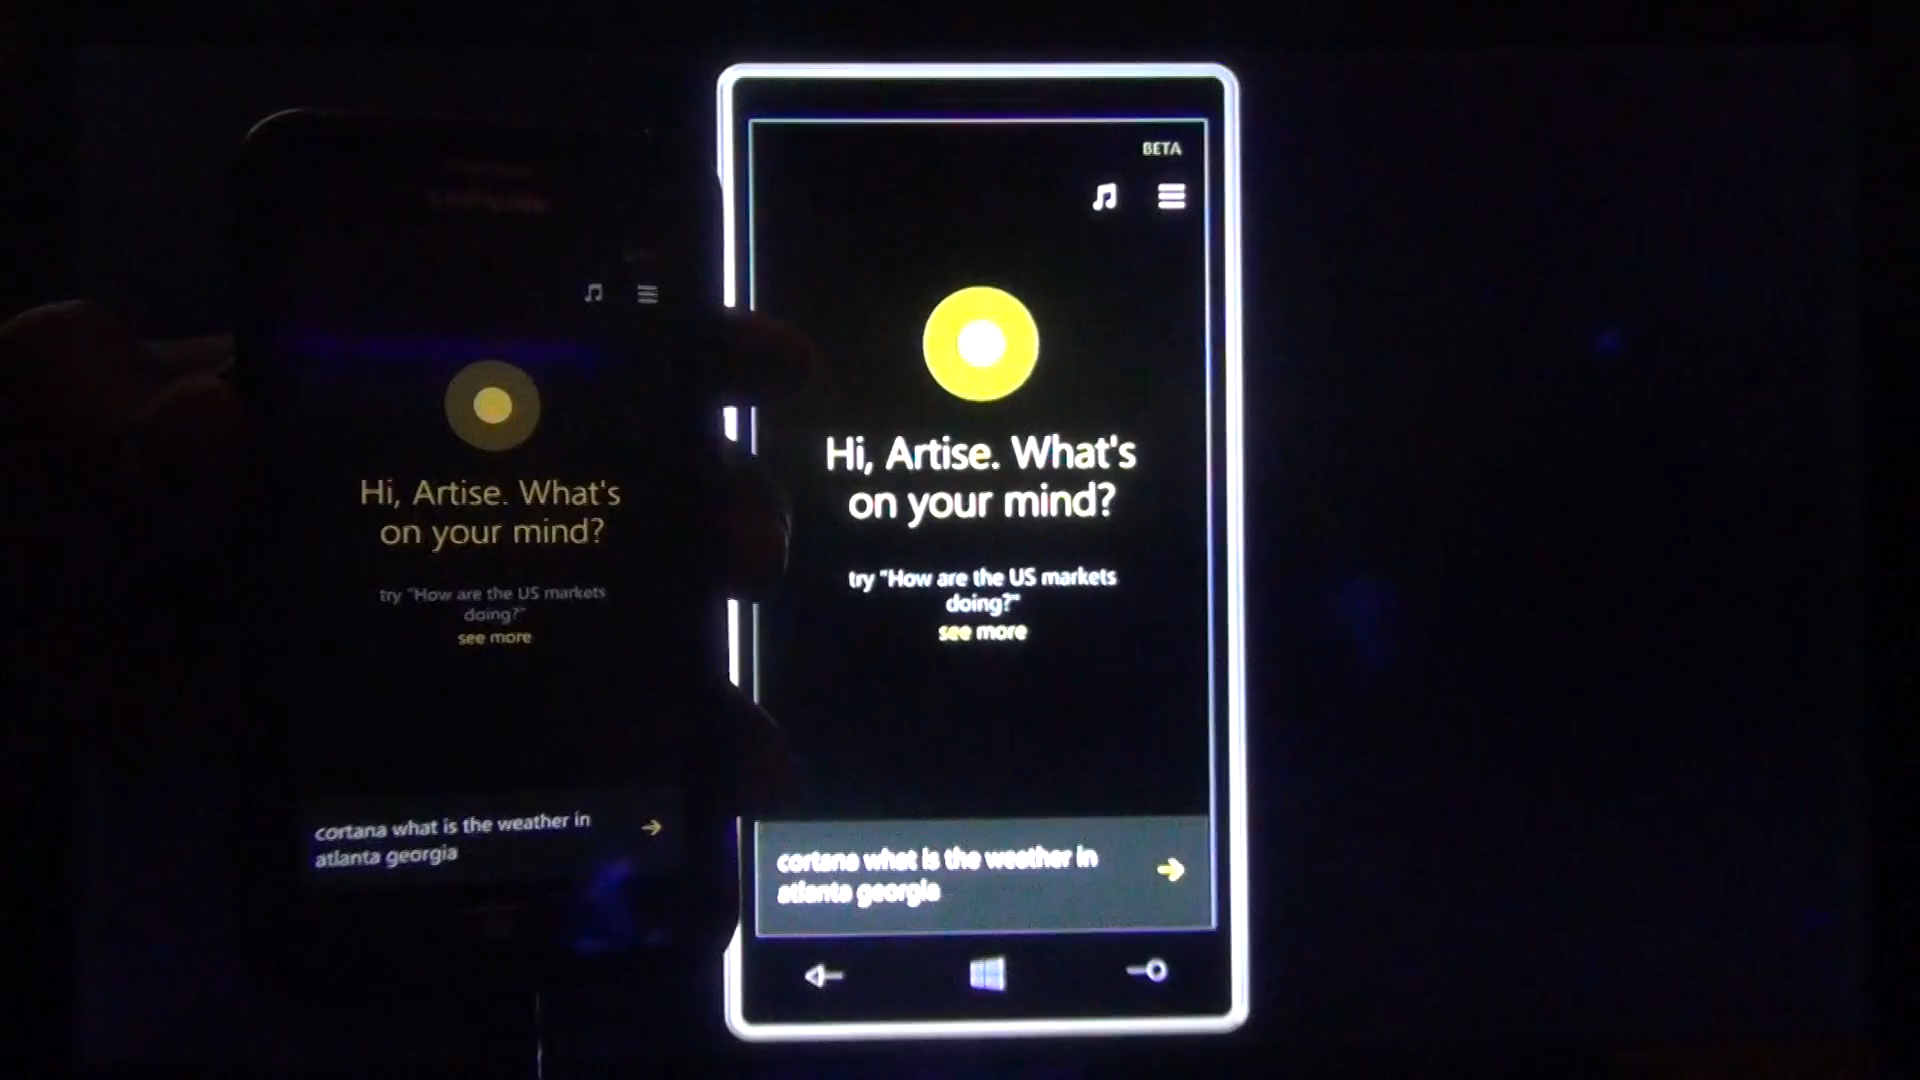 Hi, Artise. What's
on your mind?
try "How are the US markets
doing?"
see more
cortana what is the weather in
atlanta georgia
BETA
Hi, Artise. What's
on your mind?
try "How are the US markets
doing?"
see more
cortana what is the weather in
atlanta georgia